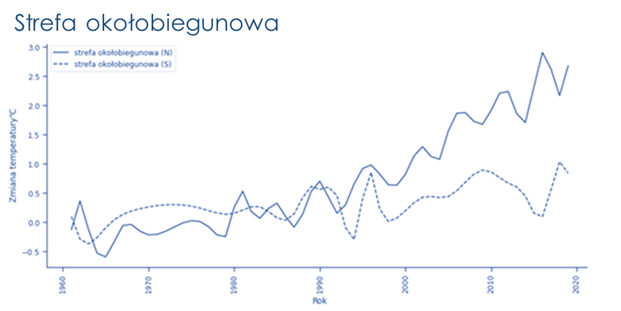 Strefa okołobiegunowa
strefa okołobiegunowa (N)
strefa okołobiegunowa (S)
Zmiana temperatury°C
3.0
2.5
2.0
1.5
1.0
0.5
0.0
−0.5
1960 1970 1980 1990 2000 2010 2020
Rok